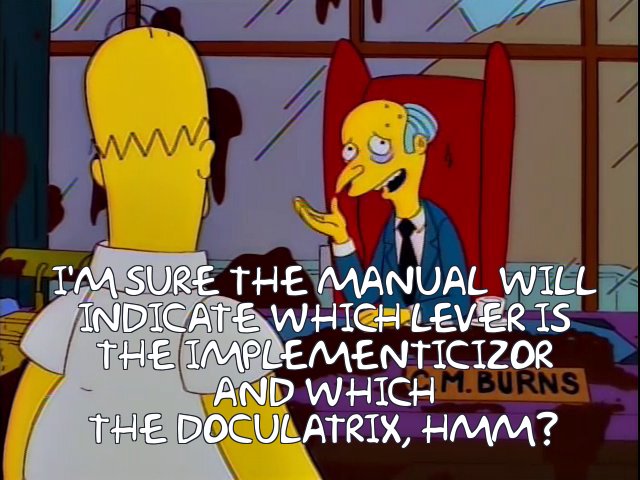 I'M SURE THE MANUAL WILL
INDICATE WHICH LEVER IS
THE IMPLEMENTICIZOR
AND WHICH
THE DOCULATRIX, HMM?
C.M. BURNS